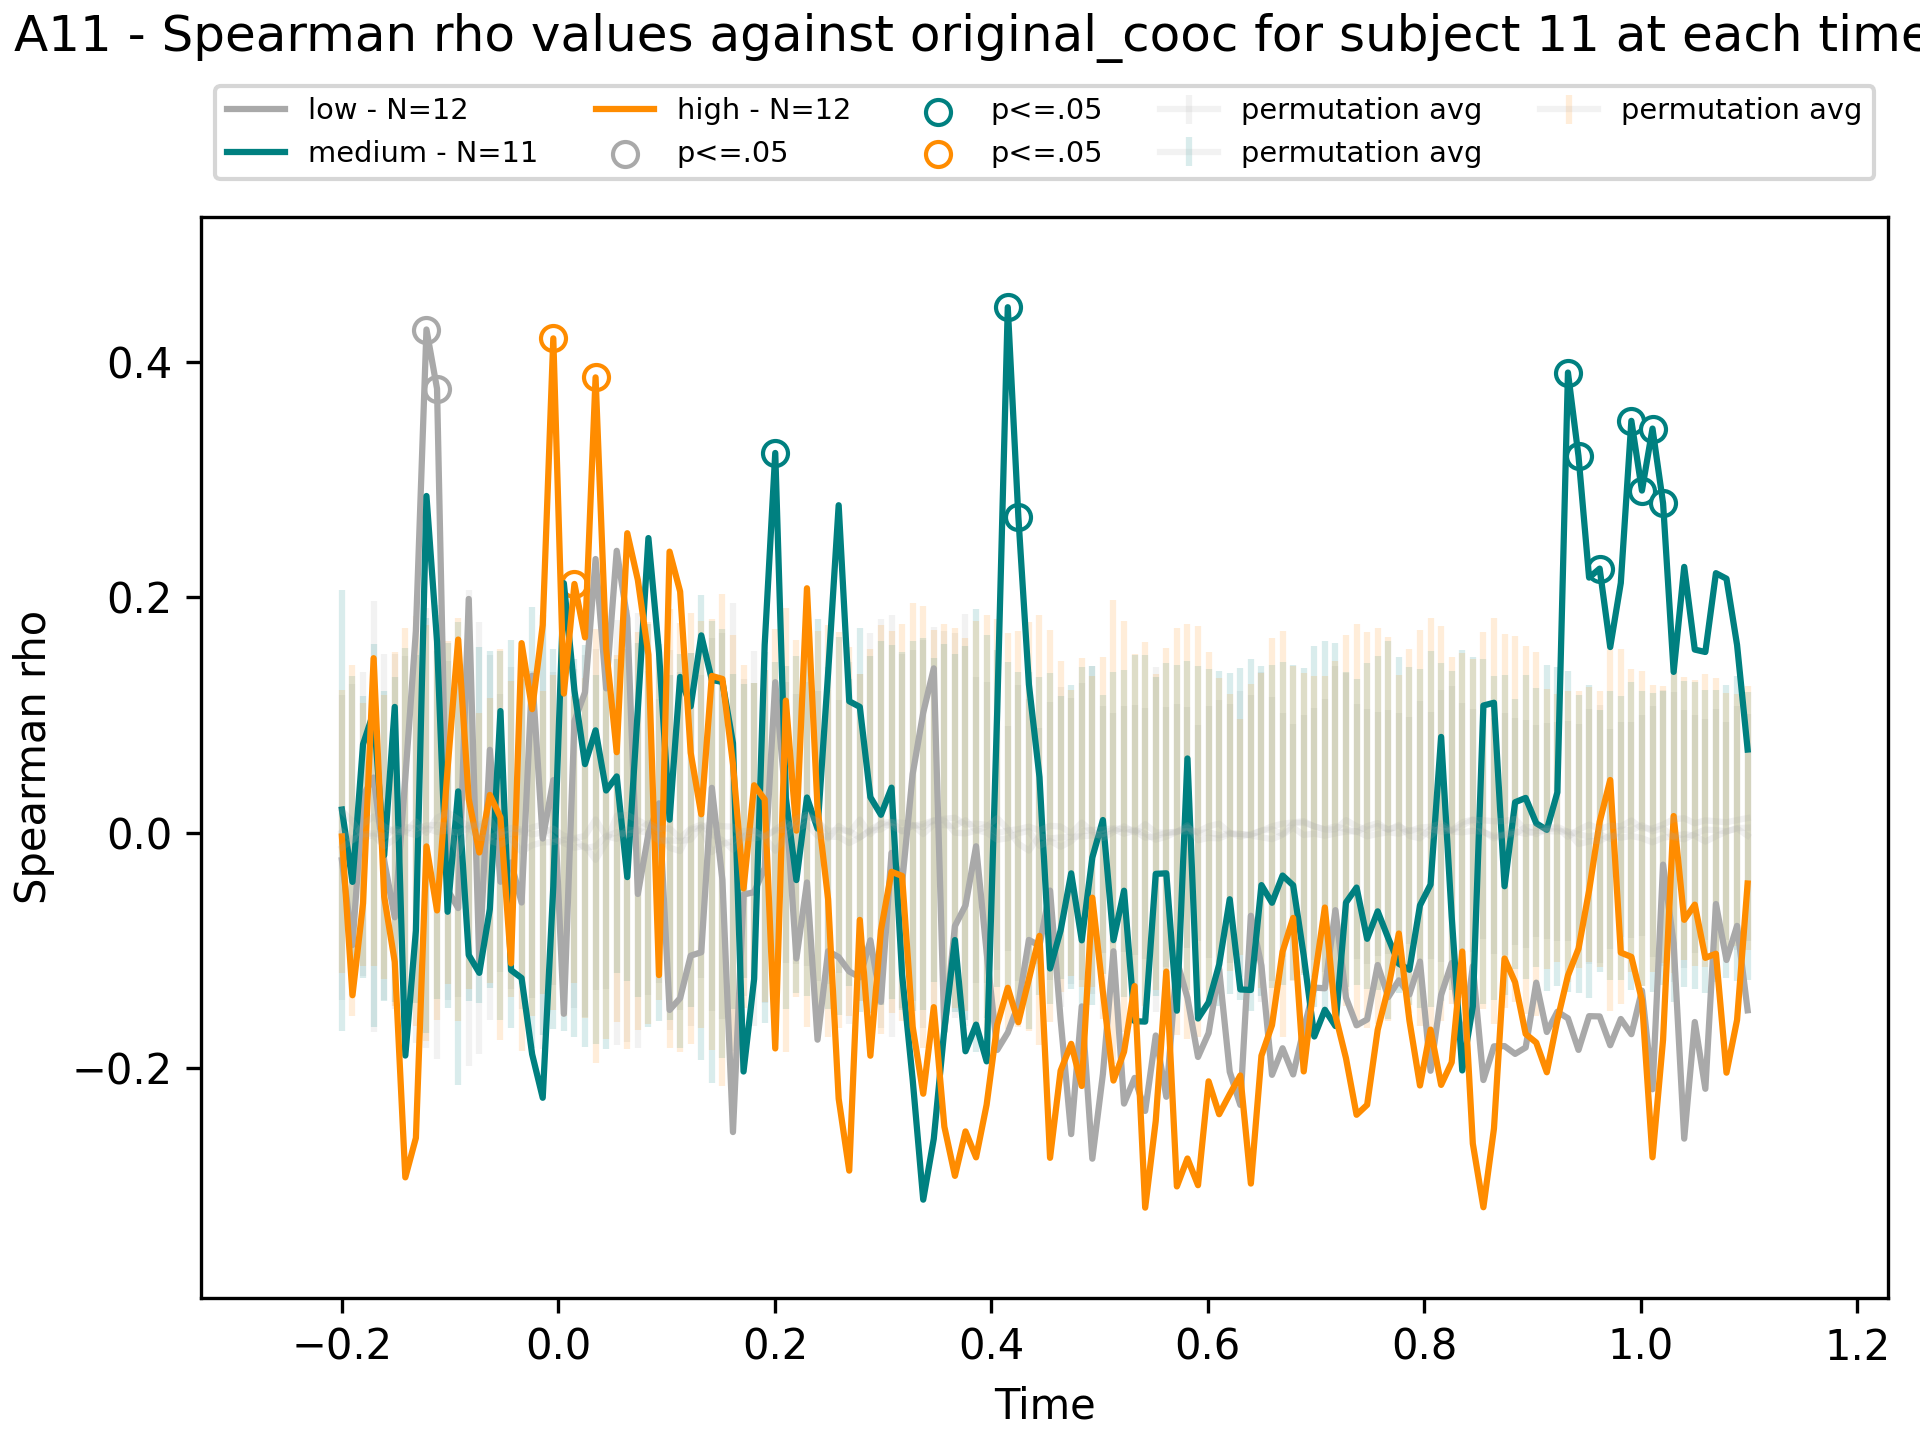 A11 - Spearman rho values against original_cooc for subject 11 at each time
low - N=12
medium - N=11
high - N=12
p<=.05
p<=.05
p<=.05
permutation avg
permutation avg
permutation avg
Spearman rho
0.4
0.2
0.0
−0.2
−0.2
0.0
0.2
0.4
0.6
0.8
1.0
1.2
Time